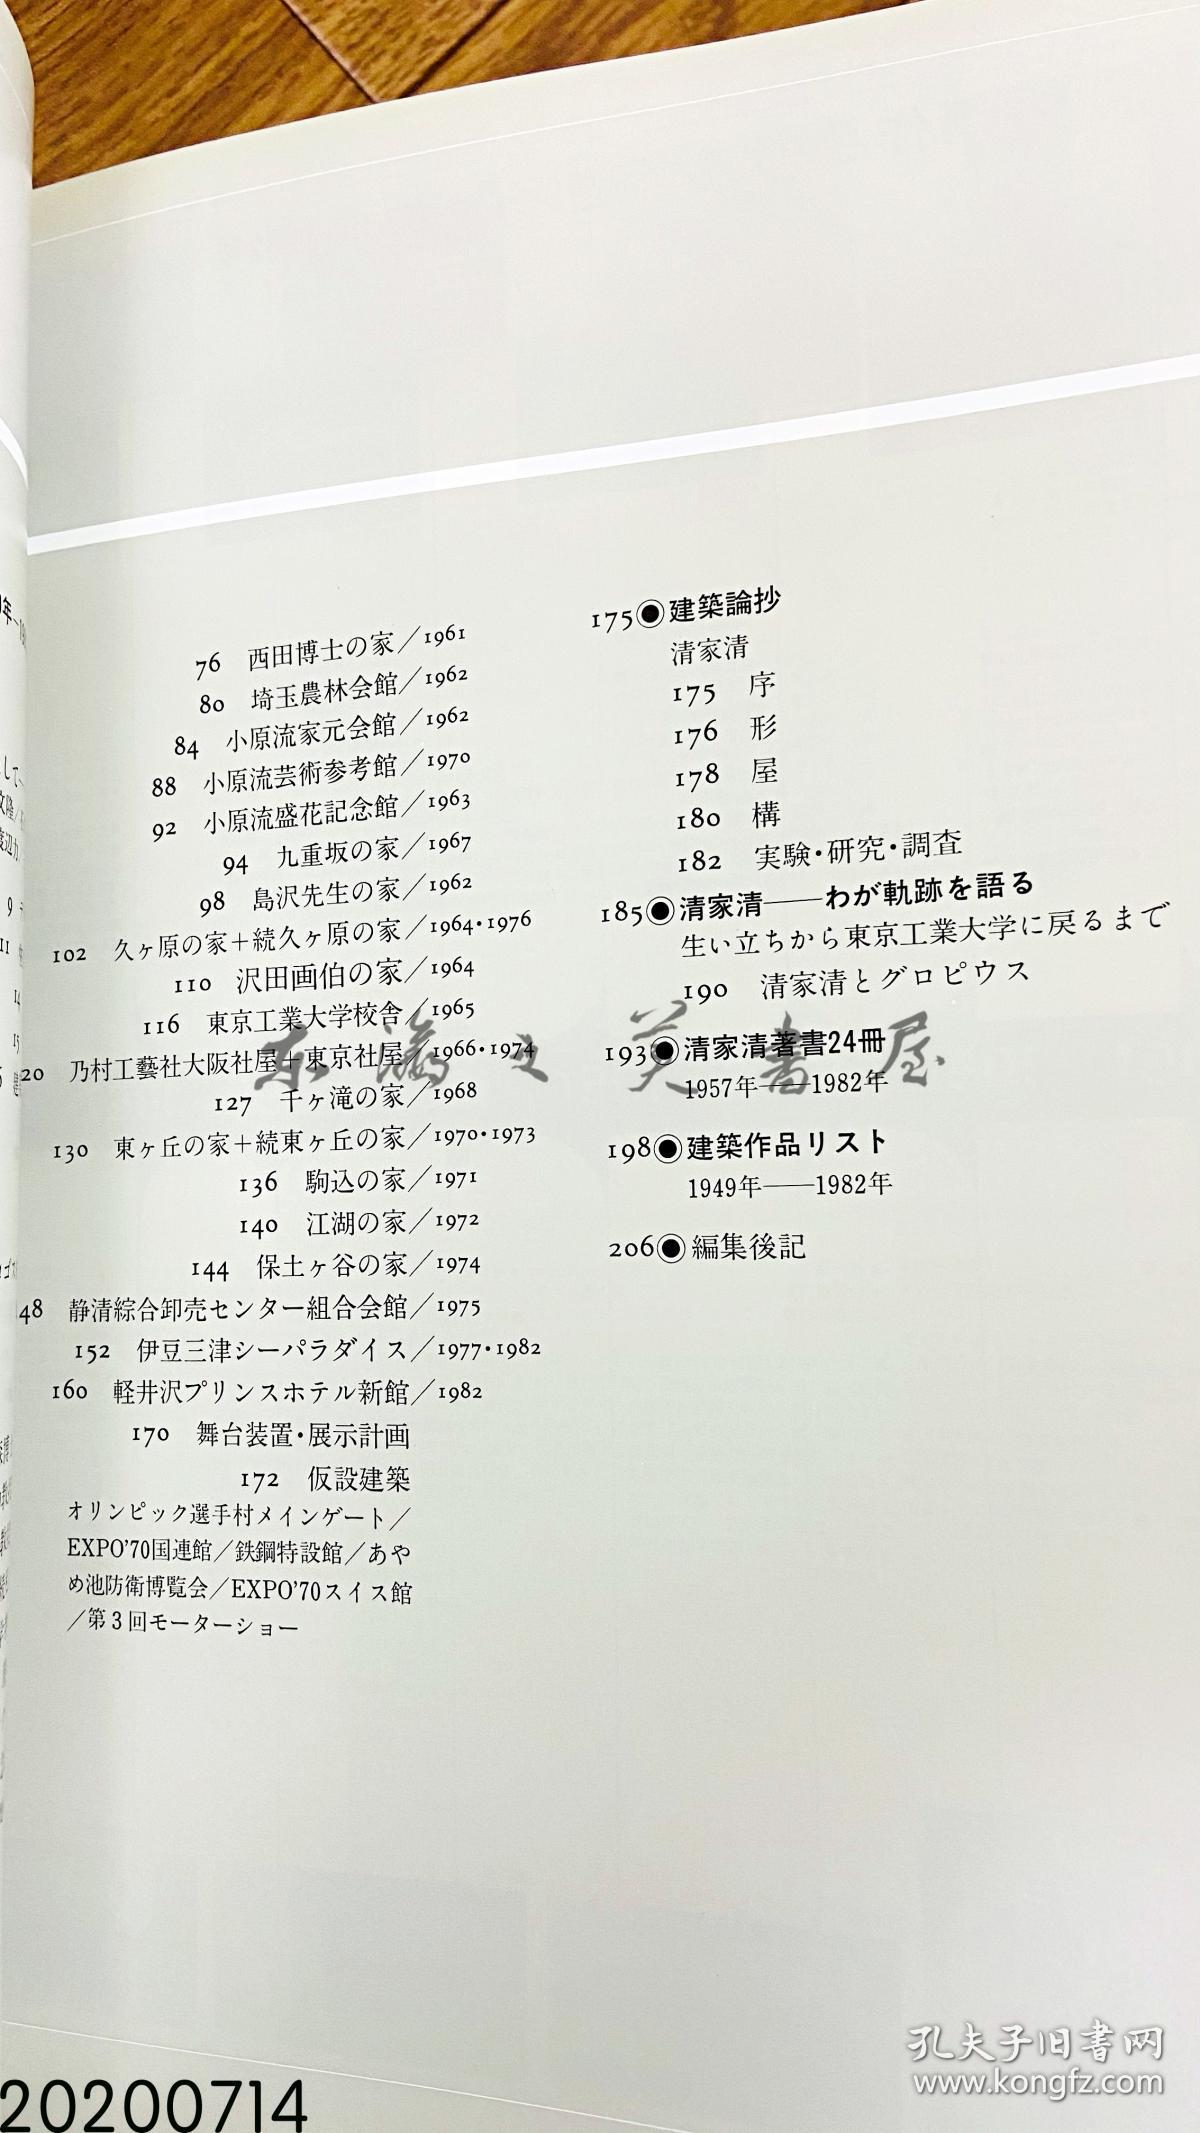 76 西田博士の家／1961
80 埼玉農林会館／1962
84 小原流家元会館／1962
88 小原流芸術参考館／1970
92 小原流盛花記念館／1963
94 九重坂の家／1967
98 島沢先生の家／1962
102 久ヶ原の家＋続久ヶ原の家／1964・1976
110 沢田画伯の家／1964
116 東京工業大学校舎／1965
20 乃村工藝社大阪社屋＋東京社屋／1966・1974
127 千ヶ滝の家／1968
130 東ヶ丘の家＋続東ヶ丘の家／1970・1973
136 駒込の家／1971
140 江湖の家／1972
144 保土ヶ谷の家／1974
48 静清綜合卸売センター組合会館／1975
152 伊豆三津シーパラダイス／1977・1982
160 軽井沢プリンスホテル新館／1982
170 舞台装置・展示計画
172 仮設建築
オリンピック選手村メインゲート／
EXPO'70国連館／鉄鋼特設館／あや
め池防衛博覧会／EXPO'70スイス館
／第3回モーターショー
175◉建築論抄
清家清
175 序
176 形
178 屋
180 構
182 実験・研究・調査
185◉清家清——わが軌跡を語る
生い立ちから東京工業大学に戻るまで
190 清家清とグロピウス
193◉清家清著書24冊
1957年——1982年
198◉建築作品リスト
1949年——1982年
206◉編集後記
孔夫子旧书网
www.kongfz.com
20200714